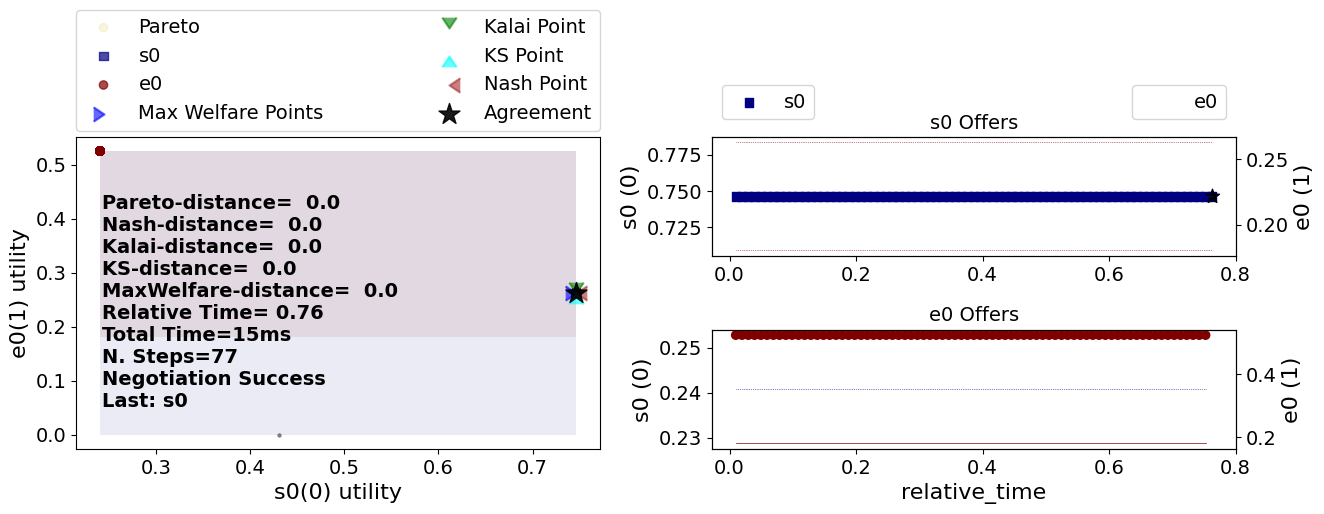 Pareto
s0
e0
Max Welfare Points
Kalai Point
KS Point
Nash Point
Agreement
0.5
0.4
0.3
0.2
0.1
0.0
e0(1) utility
Pareto-distance=  0.0
Nash-distance=  0.0
Kalai-distance=  0.0
KS-distance=  0.0
MaxWelfare-distance=  0.0
Relative Time= 0.76
Total Time=15ms
N. Steps=77
Negotiation Success
Last: s0
0.3 0.4 0.5 0.6 0.7
s0(0) utility
s0
e0
s0 Offers
0.775
0.750
0.725
s0 (0)
0.25
0.20
e0 (1)
0.0 0.2 0.4 0.6 0.8
e0 Offers
0.25
0.24
0.23
s0 (0)
0.4
0.2
e0 (1)
0.0 0.2 0.4 0.6 0.8
relative_time